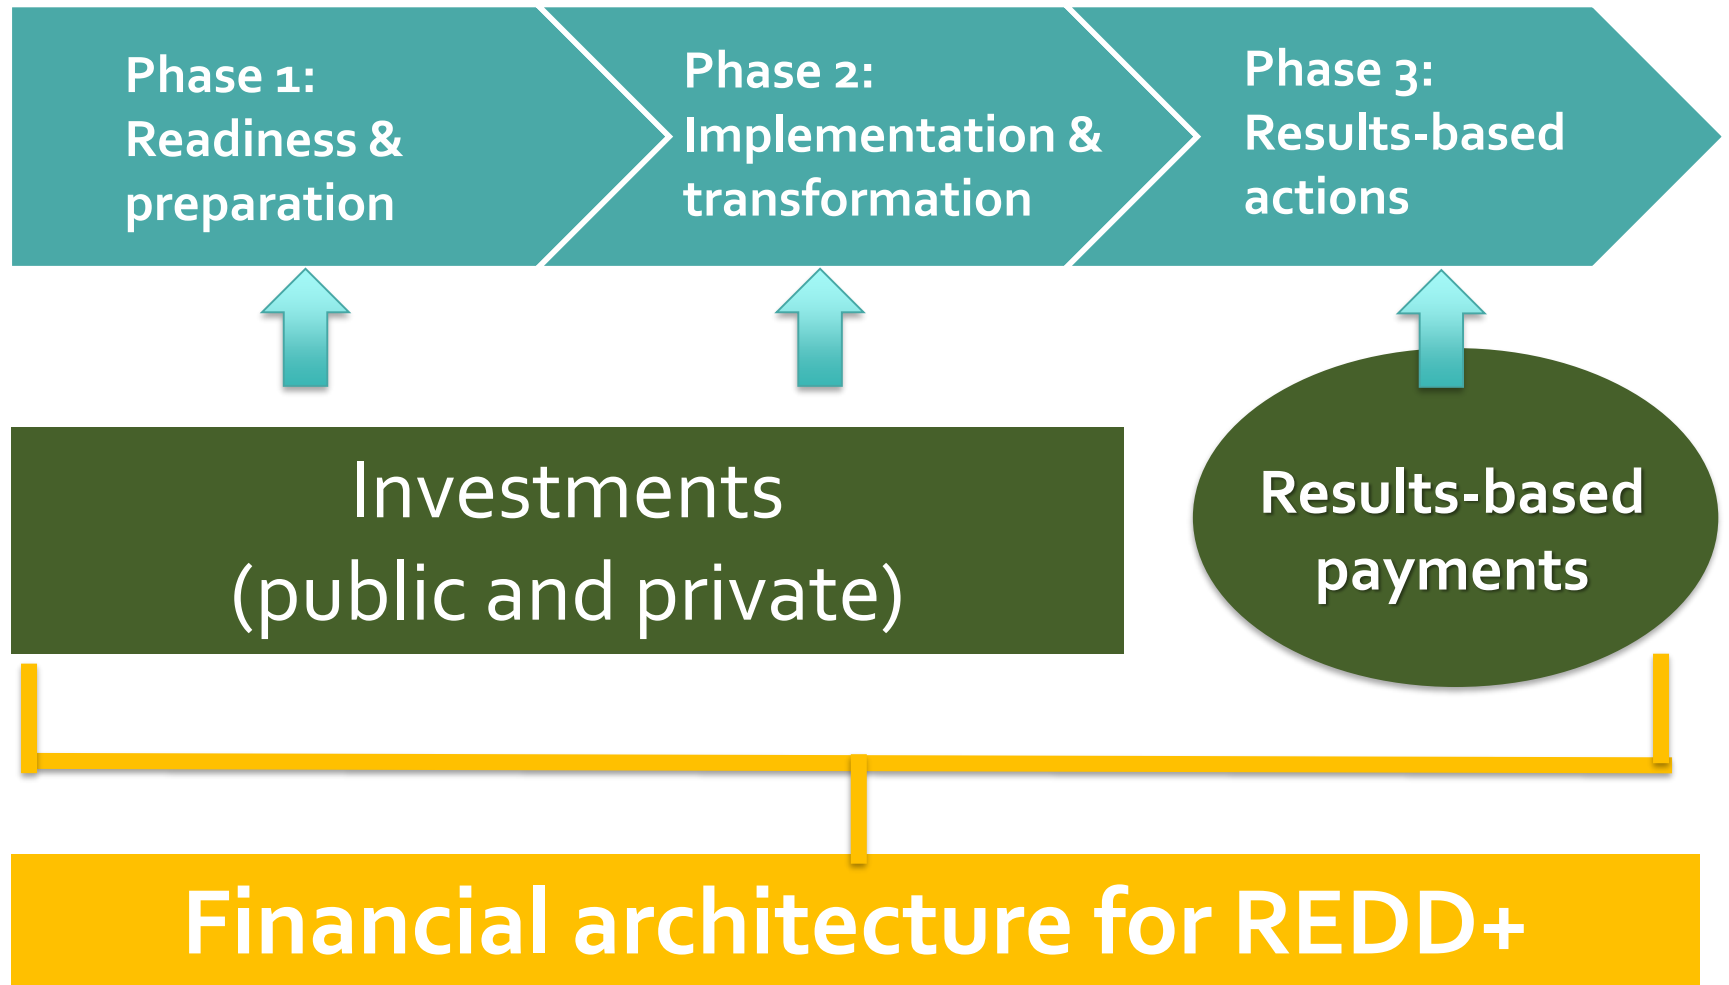 Phase 1:
Readiness &
preparation
Phase 2:
Implementation &
transformation
Phase 3:
Results-based
actions
Investments
(public and private)
Results-based
payments
Financial architecture for REDD+